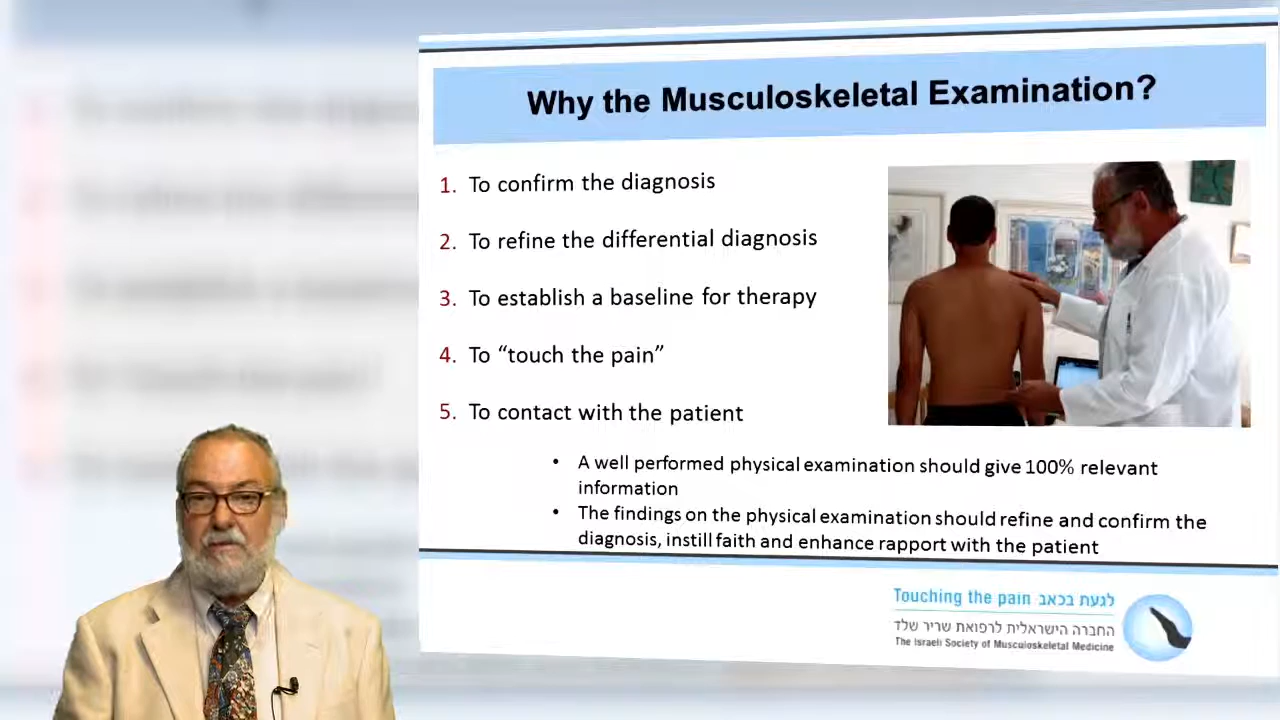 Why the Musculoskeletal Examination?
1. To confirm the diagnosis
2. To refine the differential diagnosis
3. To establish a baseline for therapy
4. To “touch the pain”
5. To contact with the patient
• A well performed physical examination should give 100% relevant
information
• The findings on the physical examination should refine and confirm the
diagnosis, instill faith and enhance rapport with the patient
Touching the pain לגעת בכאב
החברה הישראלית לרפואת שריר שלד
The Israeli Society of Musculoskeletal Medicine